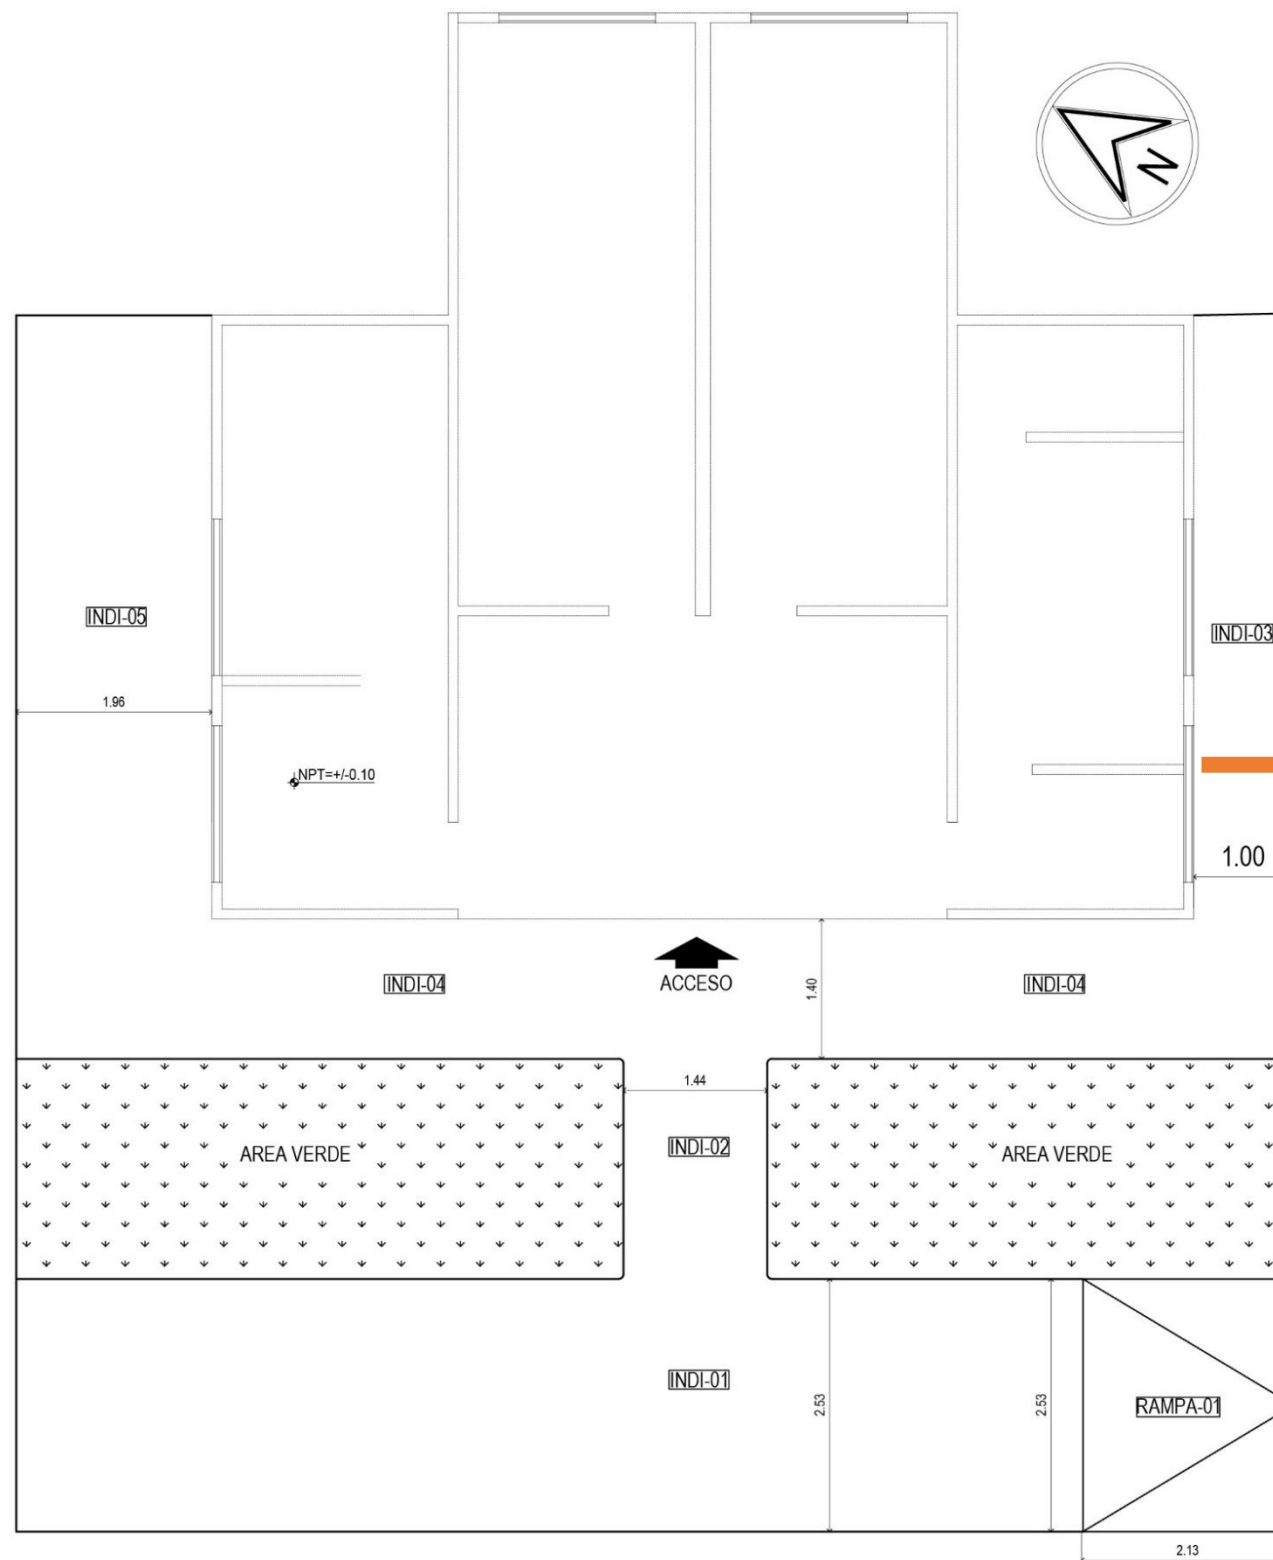 N
INDI-05
INDI-03
1.96
NPT=+/-0.10
1.00
INDI-04
ACCESO
1.40
INDI-04
1.44
AREA VERDE
INDI-02
AREA VERDE
INDI-01
2.53
2.53
RAMPA-01
2.13